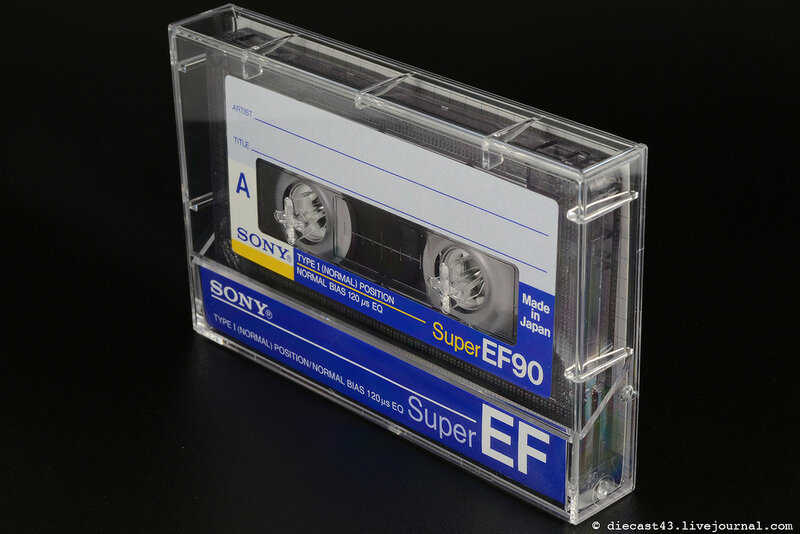 ARTIST
TITLE
A
SONY®
TYPE I (NORMAL) POSITION
NORMAL BIAS 120 µs EQ
Super EF90
Made
in
Japan
SONY®
TYPE I (NORMAL) POSITION/NORMAL BIAS 120 µs EQ
Super EF
© diecast43.livejournal.com